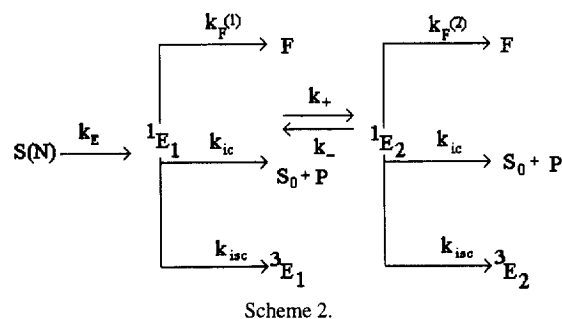 k_F^(1) F k_F^(2) F
k_+
S(N) k_E ¹E₁ k_ic k_- ¹E₂ k_ic S₀ + P
S₀ + P
k_isc ³E₁ k_isc ³E₂
Scheme 2.